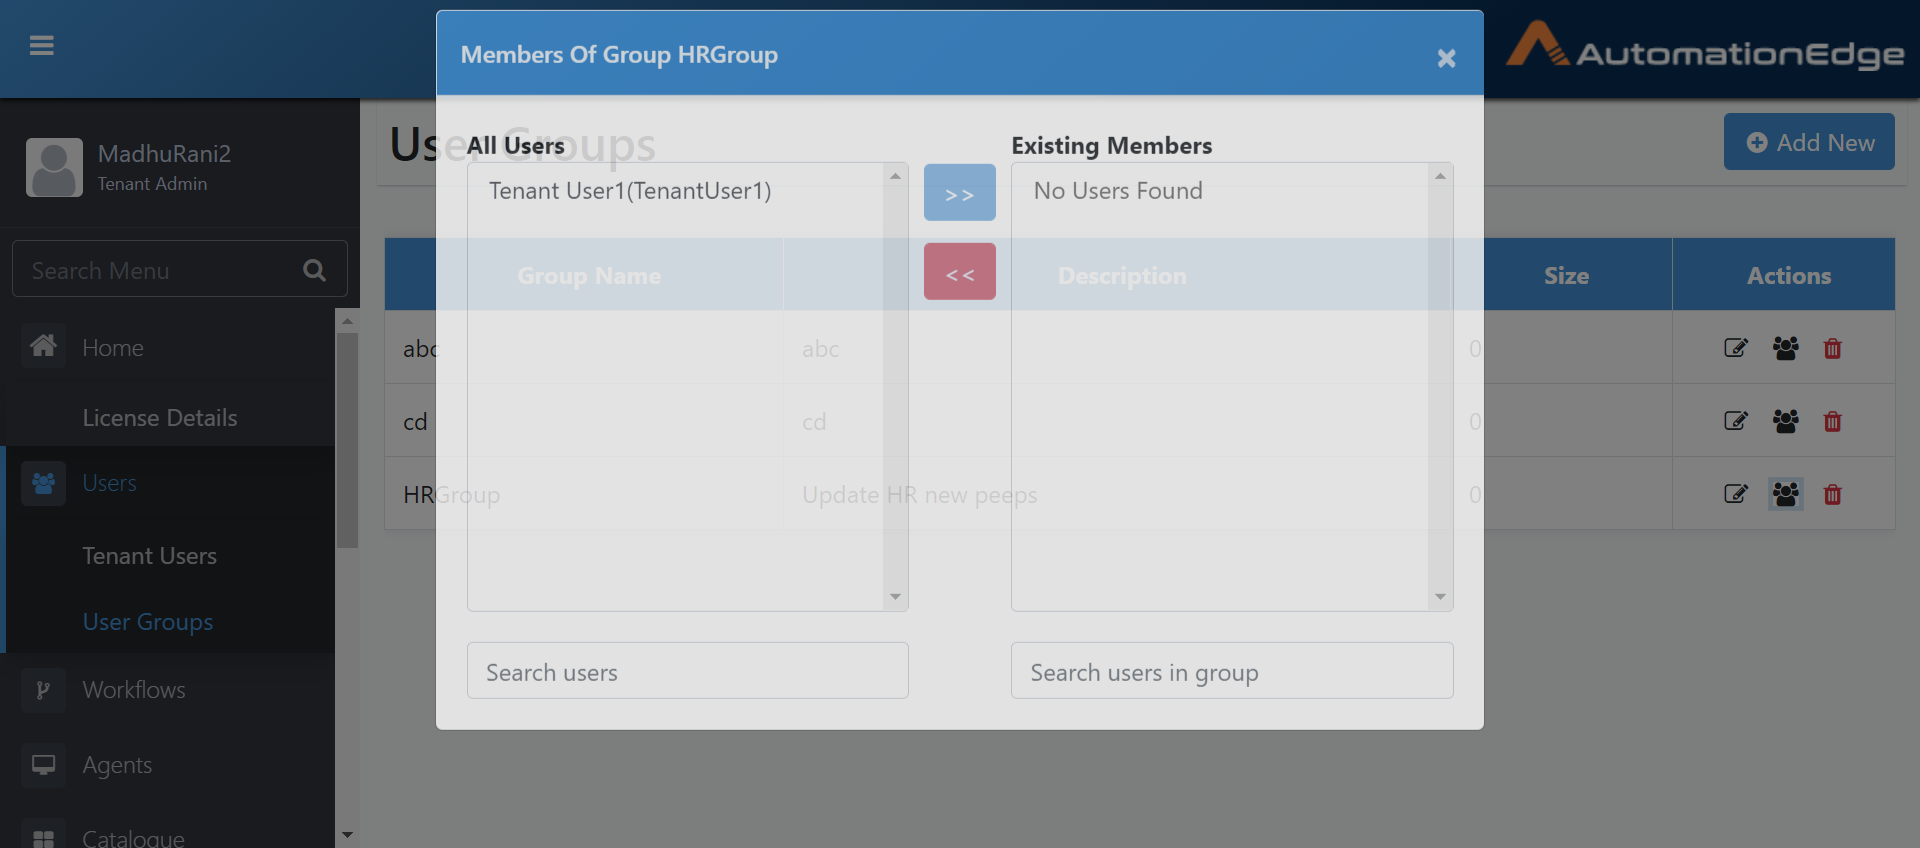 Members Of Group HRGroup
×
AutomationEdge
MadhuRani2
Tenant Admin
Search Menu
Home
License Details
Users
Tenant Users
User Groups
Workflows
Agents
Catalogue
User Groups
Add New
All Users
Existing Members
Tenant User1(TenantUser1)
>>
<<
No Users Found
Group Name
Description
Size
Actions
abc
abc
0
cd
cd
0
HRGroup
Update HR new peeps
0
Search users
Search users in group